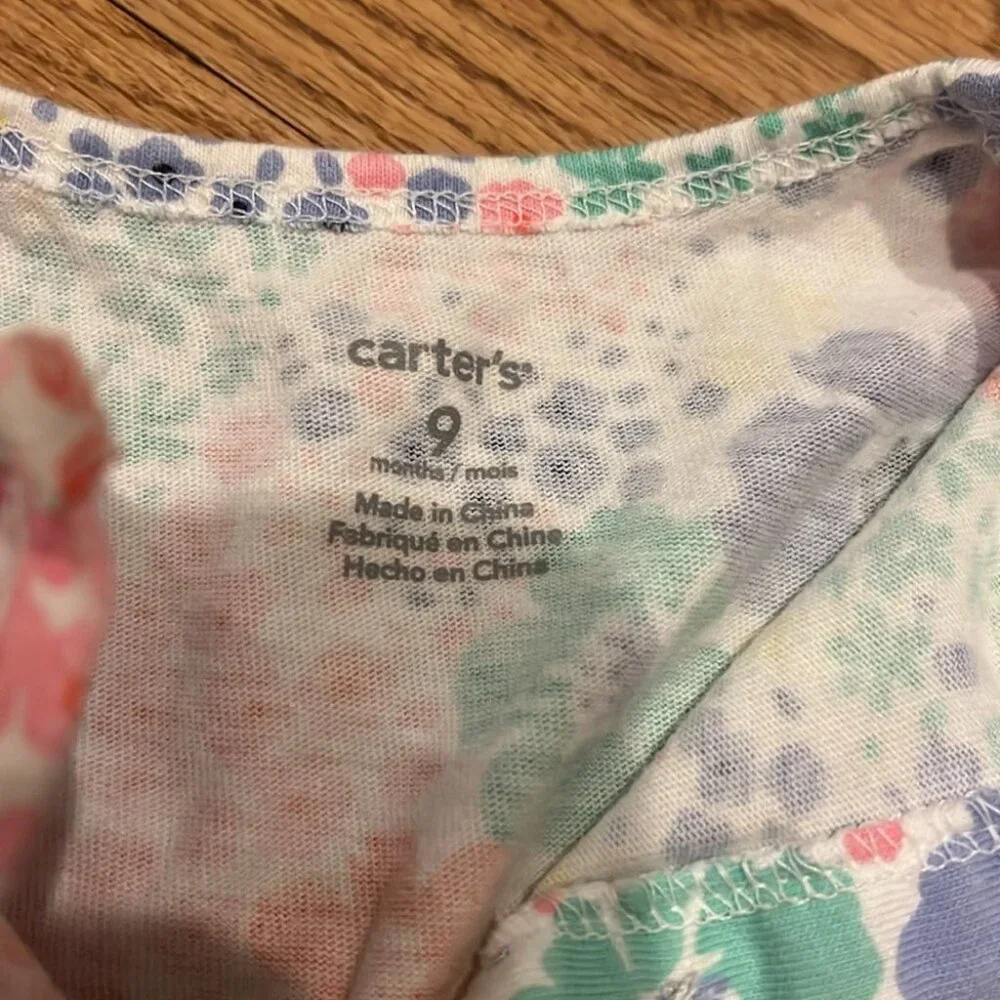 carter's®
9
months / mois
Made in China
Fabriqué en Chine
Hecho en China